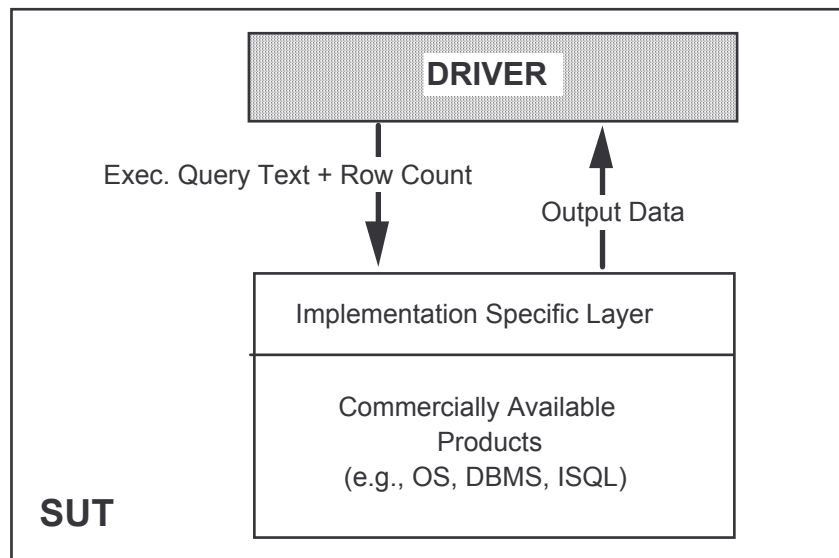 DRIVER
Exec. Query Text + Row Count
Output Data
Implementation Specific Layer
Commercially Available
Products
(e.g., OS, DBMS, ISQL)
SUT